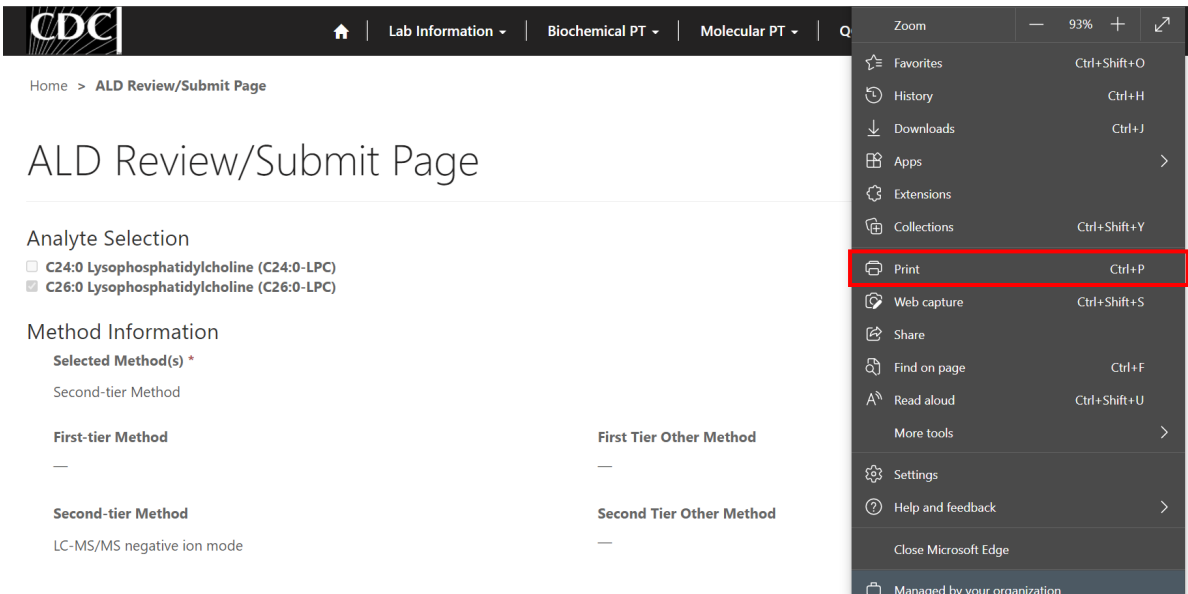 CDC
Lab Information
Biochemical PT
Molecular PT
Q
Home > ALD Review/Submit Page
ALD Review/Submit Page
Analyte Selection
C24:0 Lysophosphatidylcholine (C24:0-LPC)
C26:0 Lysophosphatidylcholine (C26:0-LPC)
Method Information
Selected Method(s) *
Second-tier Method
First-tier Method
—
First Tier Other Method
—
Second-tier Method
LC-MS/MS negative ion mode
Second Tier Other Method
—
Zoom — 93% +
Favorites Ctrl+Shift+O
History Ctrl+H
Downloads Ctrl+J
Apps
Extensions
Collections Ctrl+Shift+Y
Print Ctrl+P
Web capture Ctrl+Shift+S
Share
Find on page Ctrl+F
Read aloud Ctrl+Shift+U
More tools
Settings
Help and feedback
Close Microsoft Edge
Managed by your organization